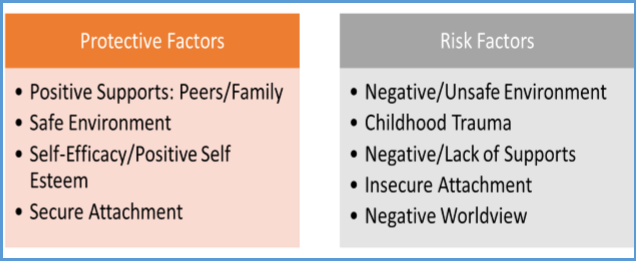 Protective Factors
• Positive Supports: Peers/Family
• Safe Environment
• Self-Efficacy/Positive Self
Esteem
• Secure Attachment
Risk Factors
• Negative/Unsafe Environment
• Childhood Trauma
• Negative/Lack of Supports
• Insecure Attachment
• Negative Worldview